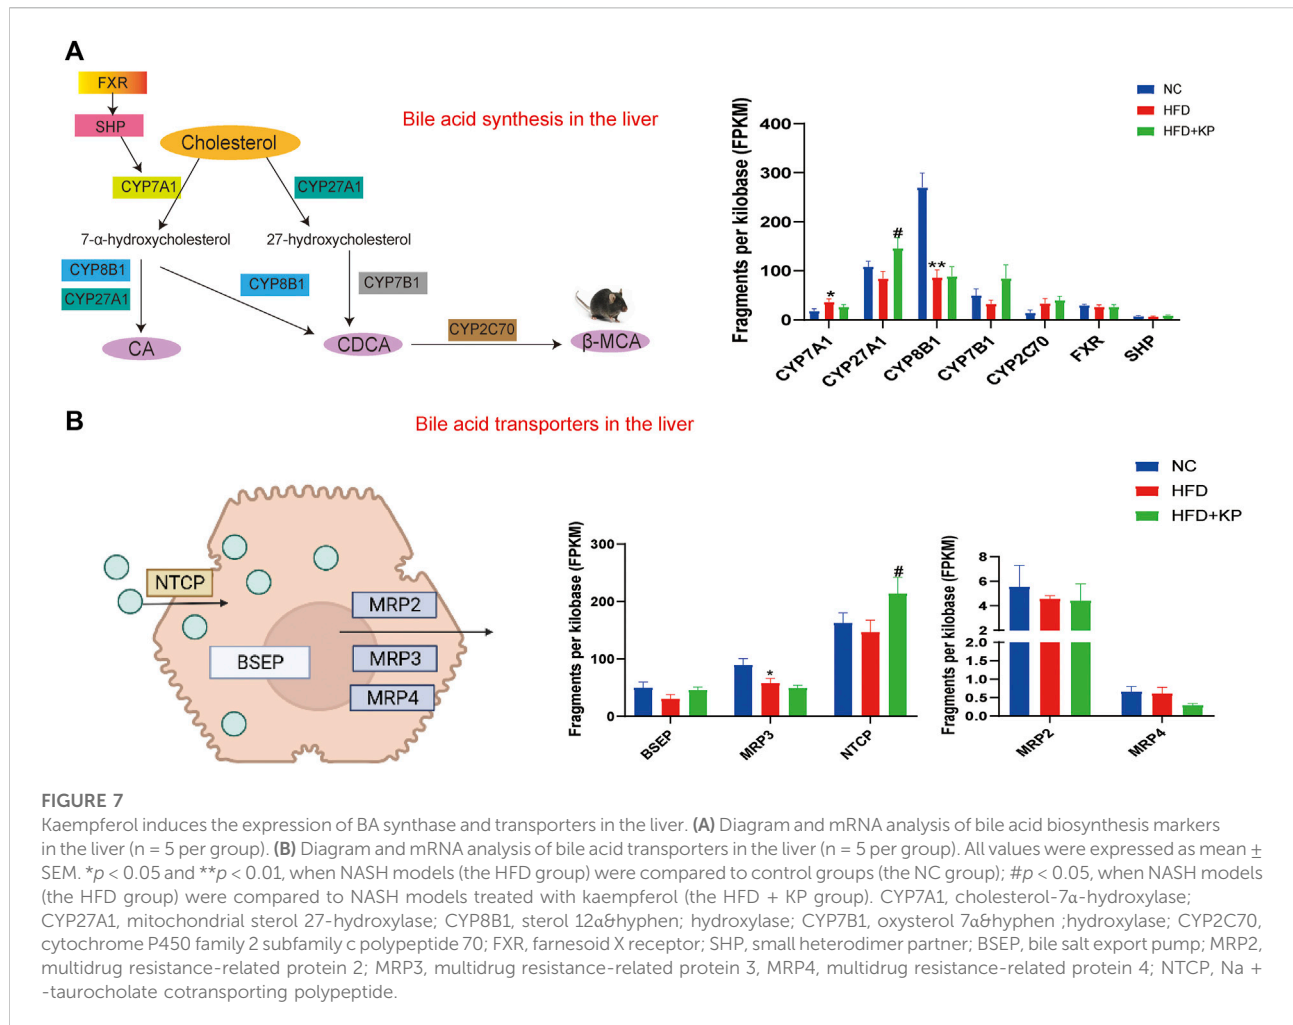 A
FXR
SHP
Cholesterol
CYP7A1
CYP27A1
7-α-hydroxycholesterol
27-hydroxycholesterol
CYP8B1
CYP27A1
CYP8B1
CYP7B1
CYP2C70
CA
CDCA
β-MCA
Bile acid synthesis in the liver
NC
HFD
HFD+KP
Fragments per kilobase (FPKM)
400
300
200
100
0
*
#
**
CYP7A1
CYP27A1
CYP8B1
CYP7B1
CYP2C70
FXR
SHP
B
Bile acid transporters in the liver
NTCP
BSEP
MRP2
MRP3
MRP4
NC
HFD
HFD+KP
Fragments per kilobase (FPKM)
300
200
100
0
*
#
BSEP
MRP3
NTCP
Fragments per kilobase (FPKM)
8
6
4
2
2.0
1.5
1.0
0.5
0.0
MRP2
MRP4
FIGURE 7
Kaempferol induces the expression of BA synthase and transporters in the liver. (A) Diagram and mRNA analysis of bile acid biosynthesis markers
in the liver (n = 5 per group). (B) Diagram and mRNA analysis of bile acid transporters in the liver (n = 5 per group). All values were expressed as mean ±
SEM. *p < 0.05 and **p < 0.01, when NASH models (the HFD group) were compared to control groups (the NC group); #p < 0.05, when NASH models
(the HFD group) were compared to NASH models treated with kaempferol (the HFD + KP group). CYP7A1, cholesterol-7α-hydroxylase;
CYP27A1, mitochondrial sterol 27-hydroxylase; CYP8B1, sterol 12α&hyphen; hydroxylase; CYP7B1, oxysterol 7α&hyphen ;hydroxylase; CYP2C70,
cytochrome P450 family 2 subfamily c polypeptide 70; FXR, farnesoid X receptor; SHP, small heterodimer partner; BSEP, bile salt export pump; MRP2,
multidrug resistance-related protein 2; MRP3, multidrug resistance-related protein 3, MRP4, multidrug resistance-related protein 4; NTCP, Na +
-taurocholate cotransporting polypeptide.